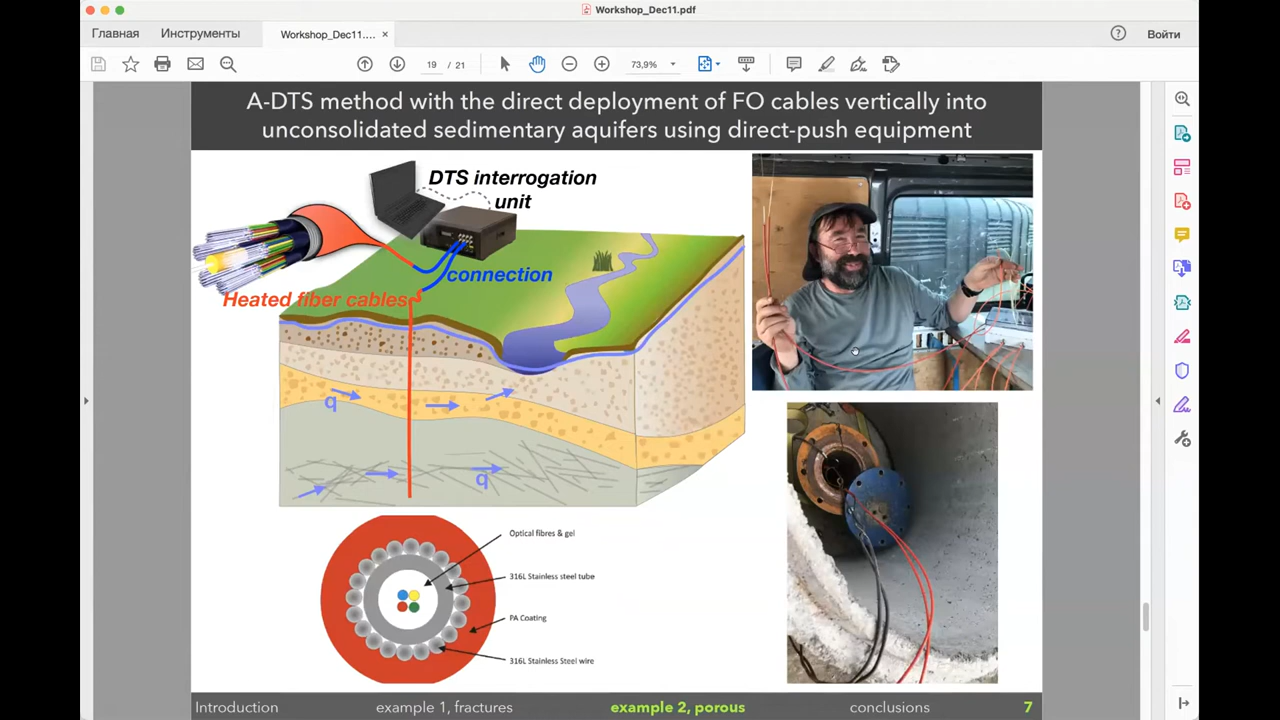 Workshop_Dec11.pdf
Главная
Инструменты
Workshop_Dec11....
Войти
19 / 21
73,9%
A-DTS method with the direct deployment of FO cables vertically into
unconsolidated sedimentary aquifers using direct-push equipment
DTS interrogation
unit
connection
Heated fiber cables
q
q
Optical fibres & gel
316L Stainless steel tube
PA Coating
316L Stainless Steel wire
Introduction
example 1, fractures
example 2, porous
conclusions
7